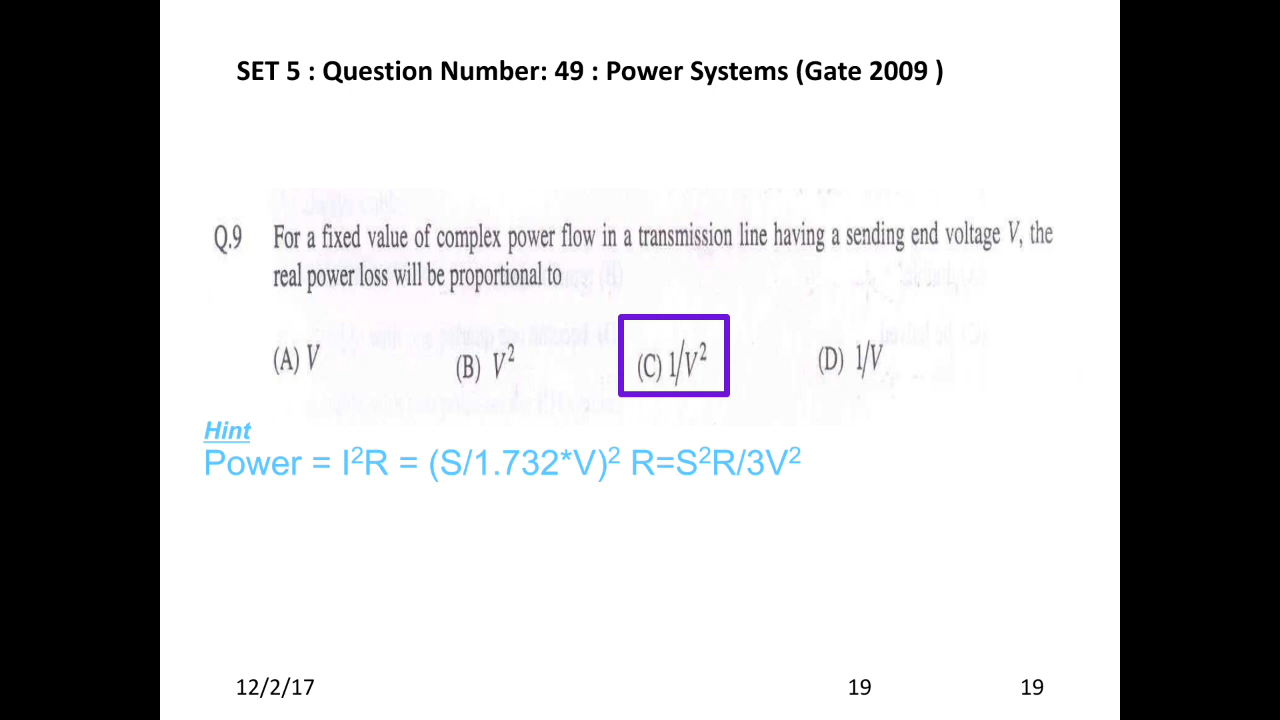 SET 5 : Question Number: 49 : Power Systems (Gate 2009 )
Q.9 For a fixed value of complex power flow in a transmission line having a sending end voltage V, the
real power loss will be proportional to
(A) V (B) V² (C) 1/V² (D) 1/V
Hint
Power = I²R = (S/1.732*V)² R=S²R/3V²
12/2/17 19 19